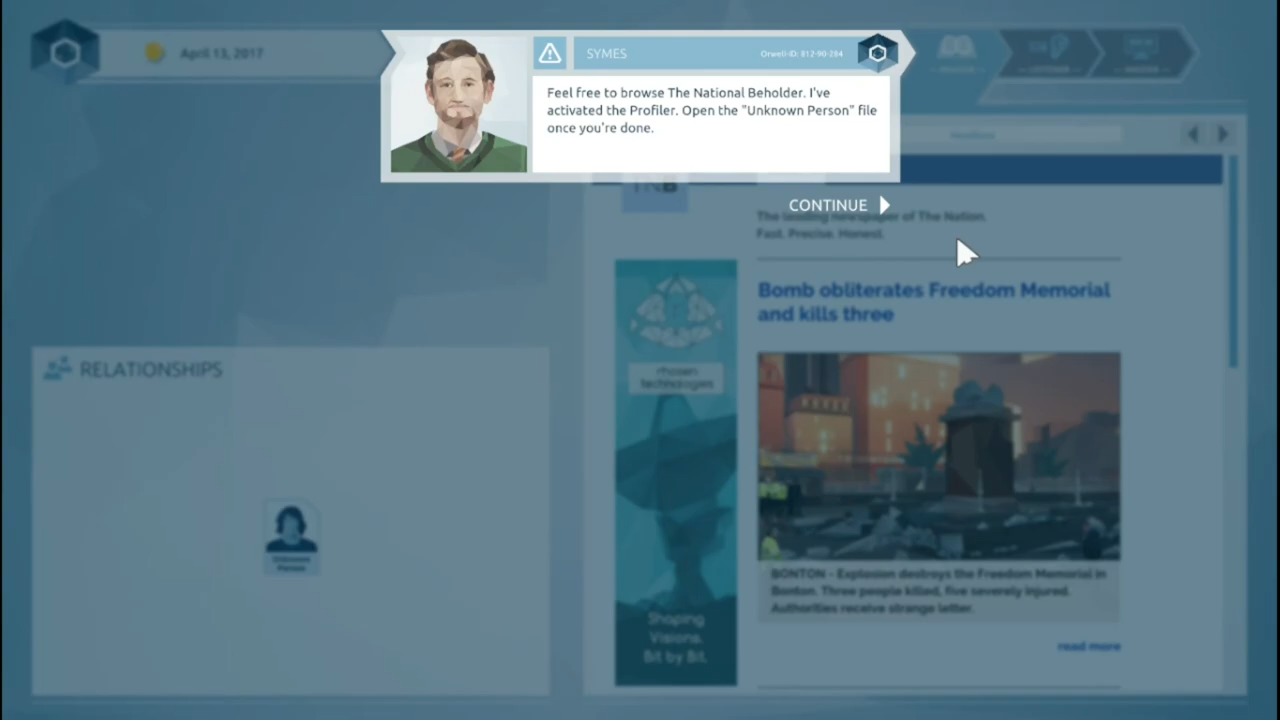 April 13, 2017
SYMES
Orwell-ID: 812-90-284
Feel free to browse The National Beholder. I've
activated the Profiler. Open the "Unknown Person" file
once you're done.
CONTINUE
TNB
The leading newspaper of The Nation.
Fast. Precise. Honest.
Bomb obliterates Freedom Memorial
and kills three
rhosen
technologies
RELATIONSHIPS
Unknown
Person
BONTON - Explosion destroys the Freedom Memorial in
Bonton. Three people killed, five severely injured.
Authorities receive strange letter.
Shaping
Visions.
Bit by Bit.
read more